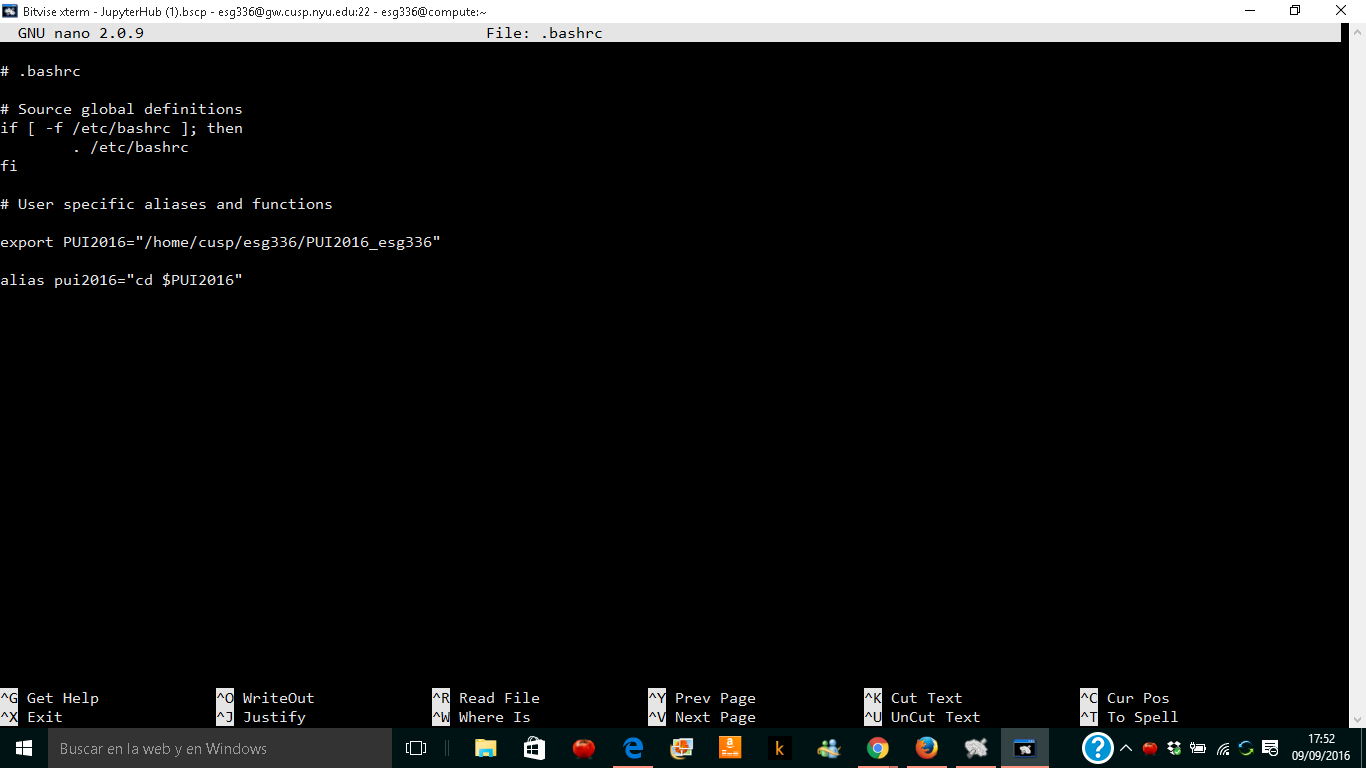 Bitvise xterm - JupyterHub (1).bscp - esg336@gw.cusp.nyu.edu:22 - esg336@compute:~
GNU nano 2.0.9 File: .bashrc
# .bashrc
# Source global definitions
if [ -f /etc/bashrc ]; then
. /etc/bashrc
fi
# User specific aliases and functions
export PUI2016="/home/cusp/esg336/PUI2016_esg336"
alias pui2016="cd $PUI2016"
^G Get Help ^O WriteOut ^R Read File ^Y Prev Page ^K Cut Text ^C Cur Pos
^X Exit ^J Justify ^W Where Is ^V Next Page ^U UnCut Text ^T To Spell
Buscar en la web y en Windows
a
k
?
17:52
09/09/2016